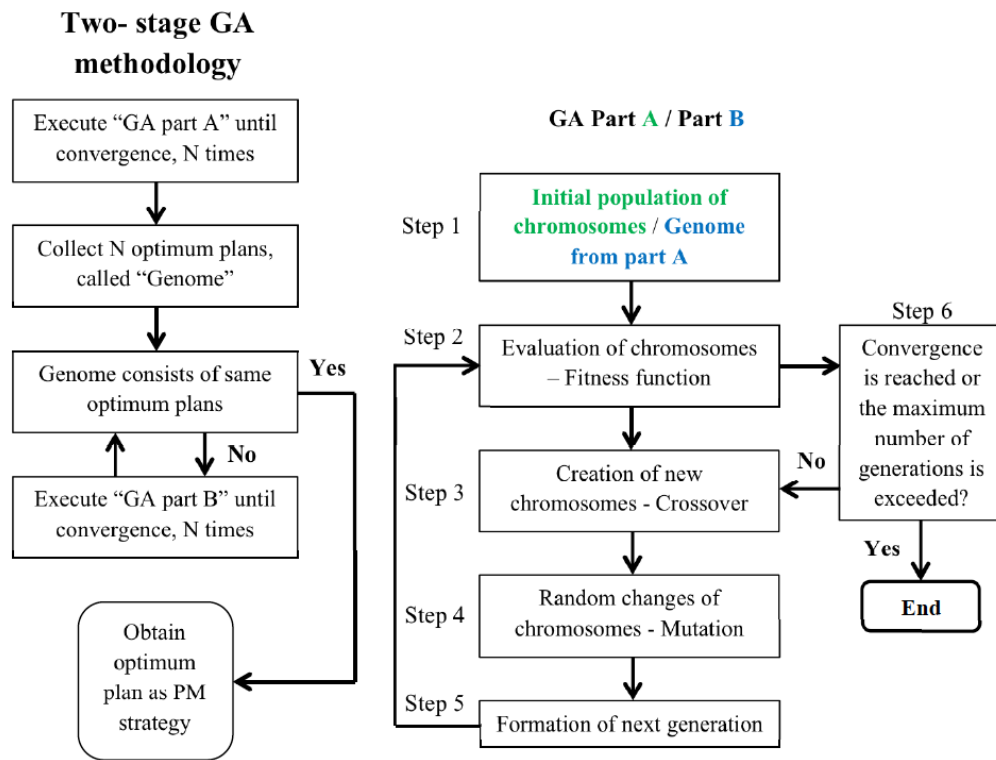 Two- stage GA
methodology
Execute “GA part A” until
convergence, N times
Collect N optimum plans,
called “Genome”
Genome consists of same
optimum plans
Yes
No
Execute “GA part B” until
convergence, N times
Obtain
optimum
plan as PM
strategy
GA Part A / Part B
Step 1
Initial population of
chromosomes / Genome
from part A
Step 2
Evaluation of chromosomes
– Fitness function
Step 3
Creation of new
chromosomes - Crossover
Step 4
Random changes of
chromosomes - Mutation
Step 5
Formation of next generation
Step 6
Convergence
is reached or
the maximum
number of
generations is
exceeded?
No
Yes
End